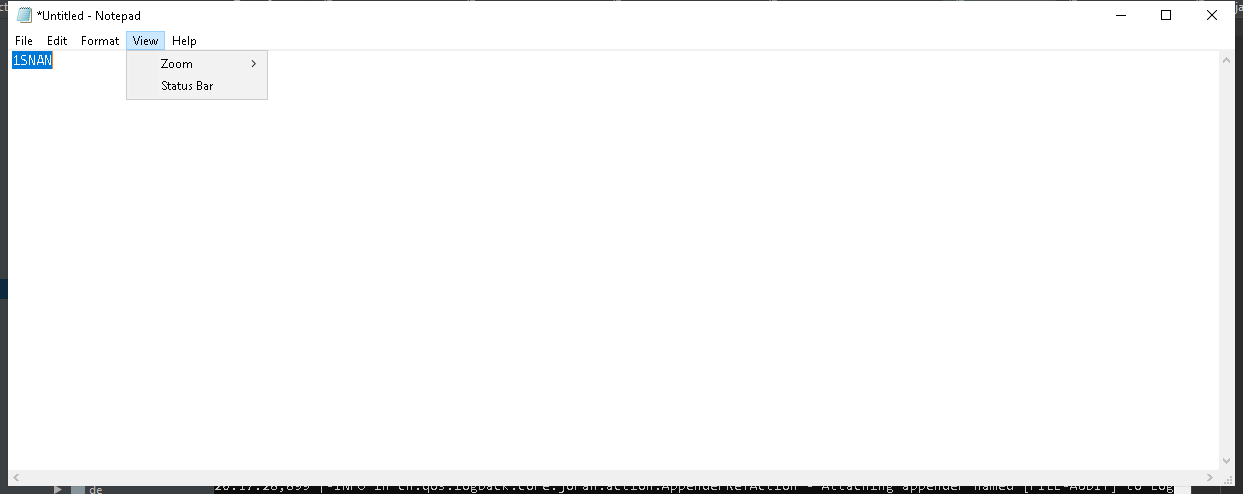 *Untitled - Notepad
File Edit Format View Help
1SNAN
Zoom
Status Bar
de
20:17:28,899 |-INFO in ch.qos.logback.core.joran.action.AppenderRefAction - Attaching appender named [FILE-AUDIT] to Log